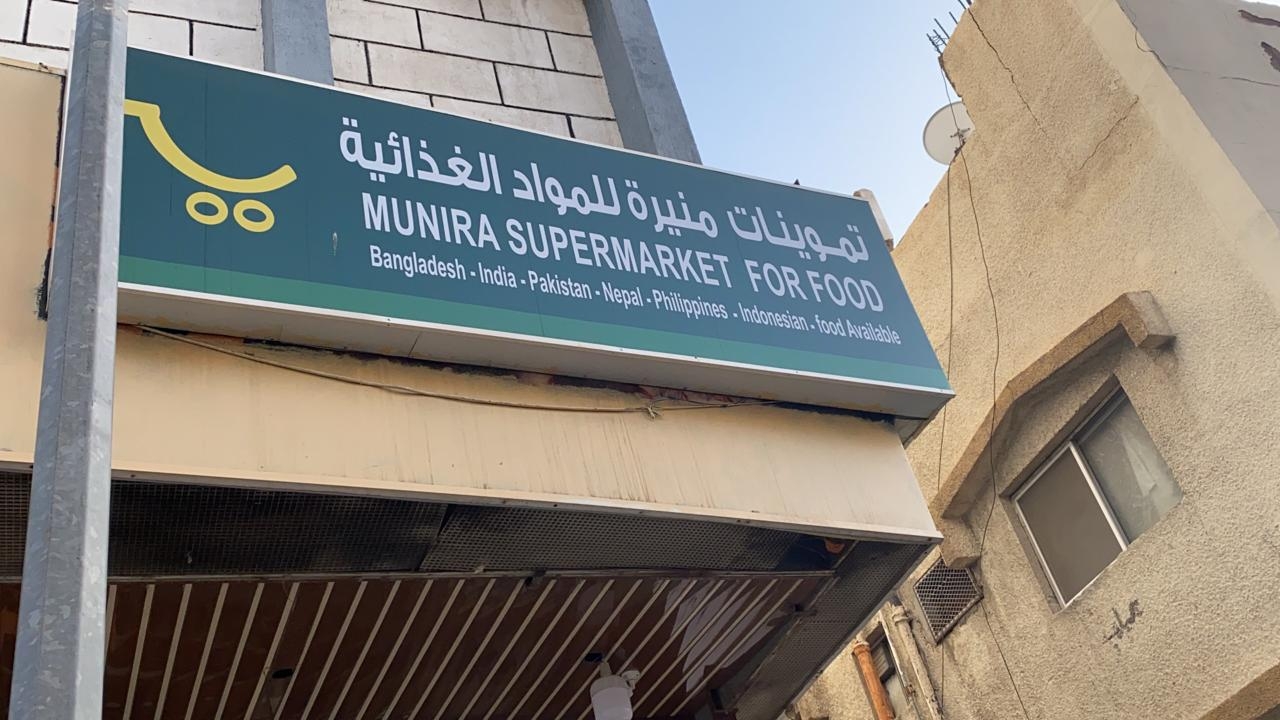 تموينات منيرة للمواد الغذائية
MUNIRA SUPERMARKET FOR FOOD
Bangladesh - India - Pakistan - Nepal - Philippines - Indonesian - food Available